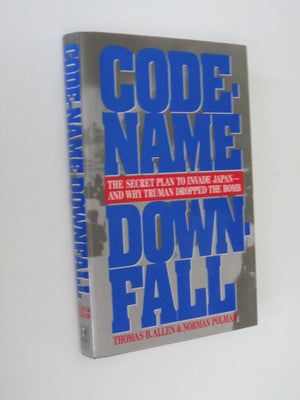 CODE-
NAME
THE SECRET PLAN TO INVADE JAPAN—
AND WHY TRUMAN DROPPED THE BOMB
DOWN-
FALL
THOMAS B. ALLEN & NORMAN POLMAR
CODE-NAME DOWNFALL